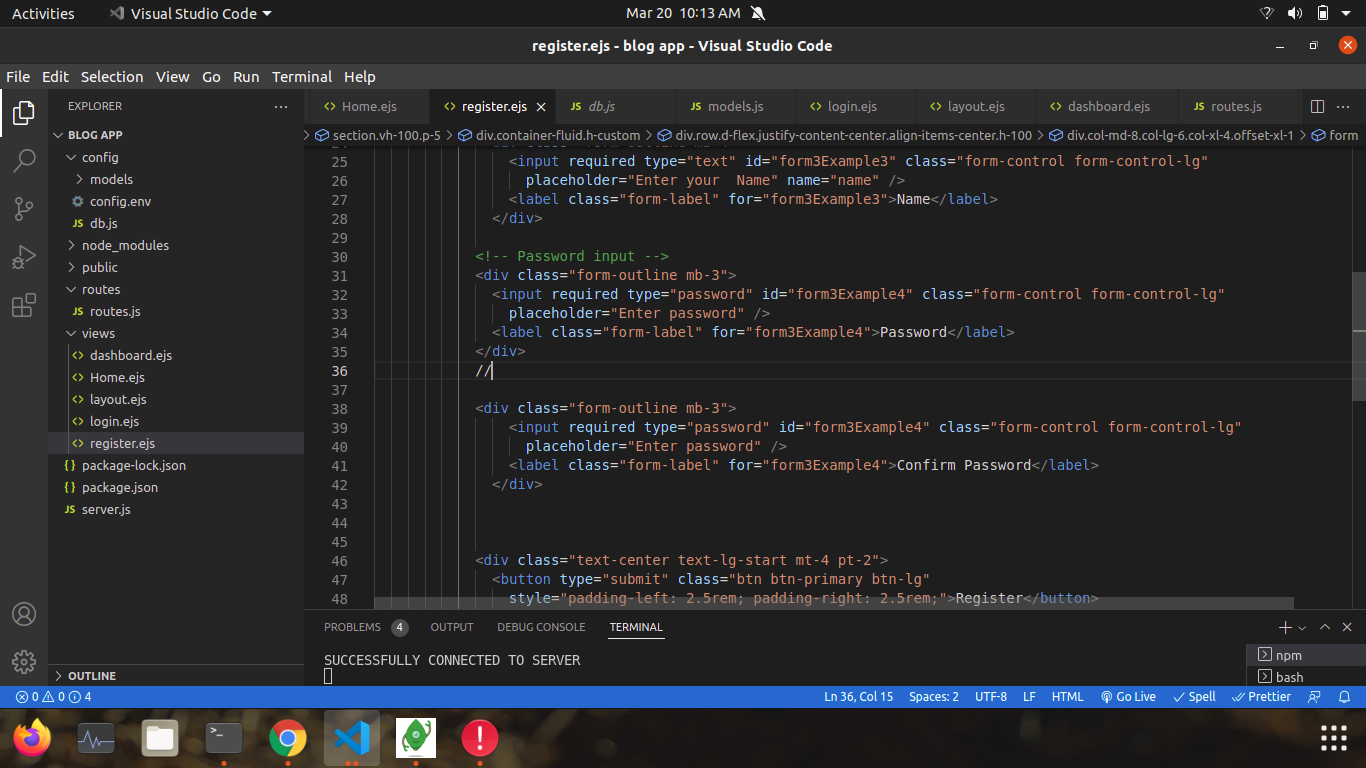 Activities
Visual Studio Code
Mar 20 10:13 AM
register.ejs - blog app - Visual Studio Code
File Edit Selection View Go Run Terminal Help
EXPLORER
Home.ejs
register.ejs
JS db.js
JS models.js
login.ejs
layout.ejs
dashboard.ejs
JS routes.js
BLOG APP
config
models
config.env
JS db.js
node_modules
public
routes
JS routes.js
views
dashboard.ejs
Home.ejs
layout.ejs
login.ejs
register.ejs
{} package-lock.json
{} package.json
JS server.js
OUTLINE
section.vh-100.p-5 > div.container-fluid.h-custom > div.row.d-flex.justify-content-center.align-items-center.h-100 > div.col-md-8.col-lg-6.col-xl-4.offset-xl-1 > form
25 <input required type="text" id="form3Example3" class="form-control form-control-lg"
26 placeholder="Enter your  Name" name="name" />
27 <label class="form-label" for="form3Example3">Name</label>
28 </div>
29
30 <!-- Password input -->
31 <div class="form-outline mb-3">
32 <input required type="password" id="form3Example4" class="form-control form-control-lg"
33 placeholder="Enter password" />
34 <label class="form-label" for="form3Example4">Password</label>
35 </div>
36 //
37
38 <div class="form-outline mb-3">
39 <input required type="password" id="form3Example4" class="form-control form-control-lg"
40 placeholder="Enter password" />
41 <label class="form-label" for="form3Example4">Confirm Password</label>
42 </div>
43
44
45
46 <div class="text-center text-lg-start mt-4 pt-2">
47 <button type="submit" class="btn btn-primary btn-lg"
48 style="padding-left: 2.5rem; padding-right: 2.5rem;">Register</button>
PROBLEMS 4 OUTPUT DEBUG CONSOLE TERMINAL
SUCCESSFULLY CONNECTED TO SERVER
npm
bash
0 0 4
Ln 36, Col 15 Spaces: 2 UTF-8 LF HTML Go Live Spell Prettier